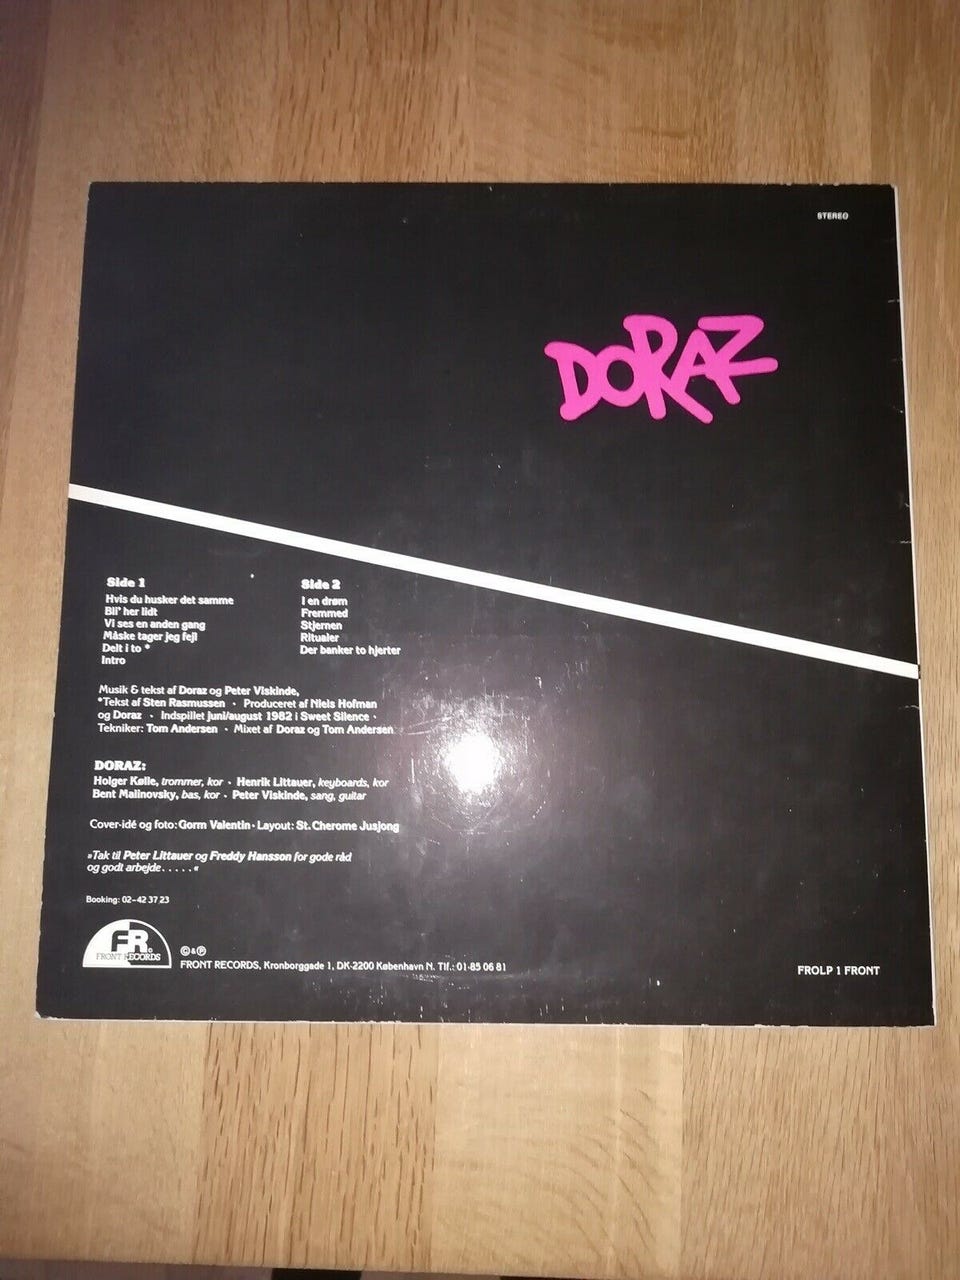 STEREO
DORAZ
Side 1
Hvis du husker det samme
Bli' her lidt
Vi ses en anden gang
Måske tager jeg fejl
Delt i to *
Intro
Side 2
I en drøm
Fremmed
Stjernen
Ritualer
Der banker to hjerter
Musik & tekst af Doraz og Peter Viskinde,
*Tekst af Sten Rasmussen · Produceret af Niels Hofman
og Doraz · Indspillet juni/august 1982 i Sweet Silence ·
Tekniker: Tom Andersen · Mixet af Doraz og Tom Andersen
DORAZ:
Holger Kølle, trommer, kor · Henrik Littauer, keyboards, kor
Bent Malinovsky, bas, kor · Peter Viskinde, sang, guitar
Cover-idé og foto: Gorm Valentin · Layout: St. Cherome Jusjong
»Tak til Peter Littauer og Freddy Hansson for gode råd
og godt arbejde.....«
Booking: 02-42 37 23
FR.
FRONT RECORDS
©&℗
FRONT RECORDS, Kronborggade 1, DK-2200 København N. Tlf.: 01-85 06 81
FROLP 1 FRONT